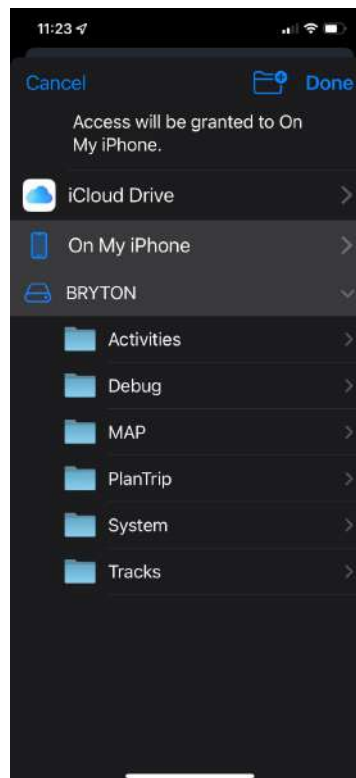 11:23
Cancel
Done
Access will be granted to On
My iPhone.
iCloud Drive
On My iPhone
BRYTON
Activities
Debug
MAP
PlanTrip
System
Tracks